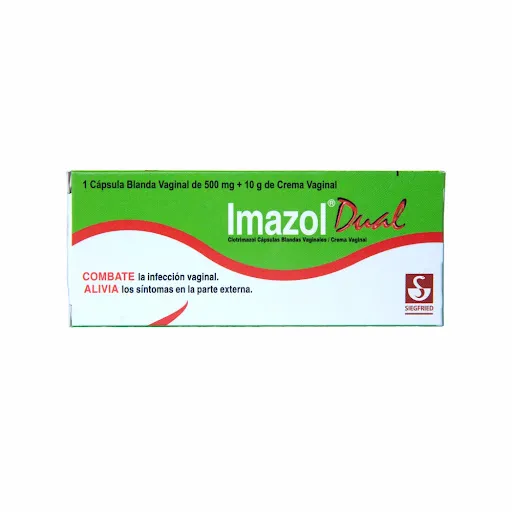 1 Cápsula Blanda Vaginal de 500 mg + 10 g de Crema Vaginal
Imazol® Dual
Clotrimazol Cápsulas Blandas Vaginales / Crema Vaginal
COMBATE la infección vaginal.
ALIVIA los síntomas en la parte externa.
SIEGFRIED